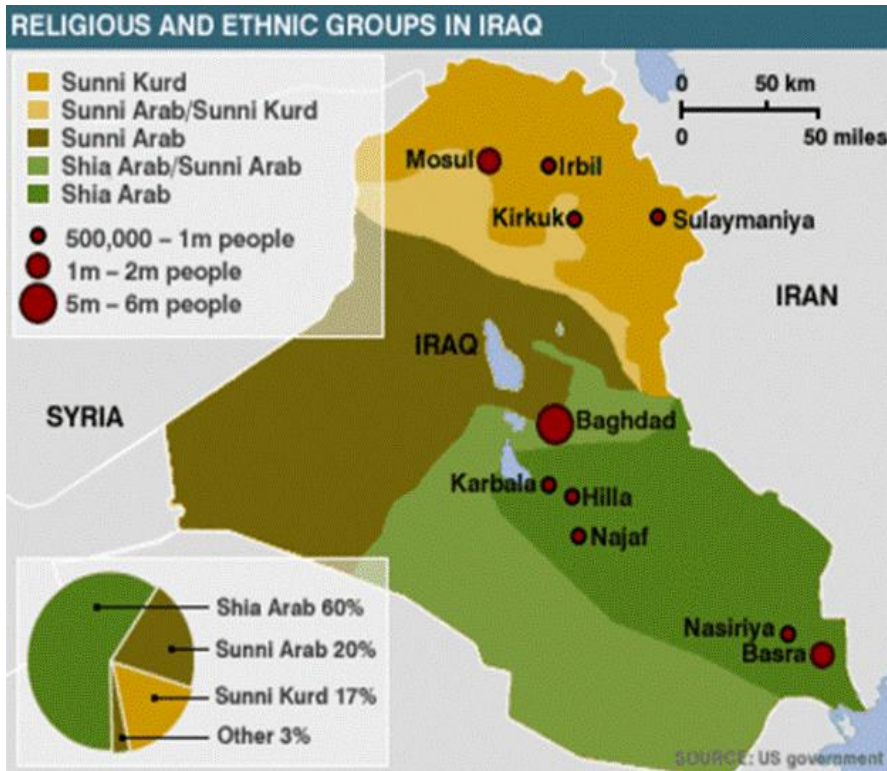 RELIGIOUS AND ETHNIC GROUPS IN IRAQ
Sunni Kurd
Sunni Arab/Sunni Kurd
Sunni Arab
Shia Arab/Sunni Arab
Shia Arab
500,000 – 1m people
1m – 2m people
5m – 6m people
0 50 km
0 50 miles
Mosul
Irbil
Kirkuk
Sulaymaniya
IRAN
IRAQ
SYRIA
Baghdad
Karbala
Hilla
Najaf
Nasiriya
Basra
Shia Arab 60%
Sunni Arab 20%
Sunni Kurd 17%
Other 3%
SOURCE: US government